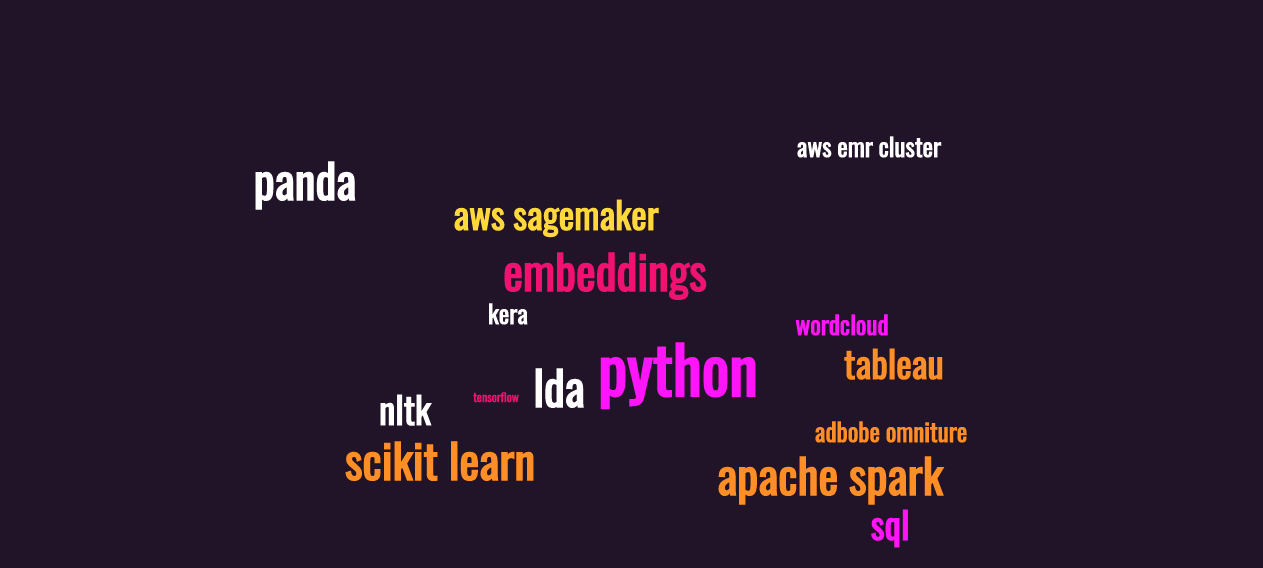 aws emr cluster
panda
aws sagemaker
embeddings
kera
wordcloud
tableau
python
lda
tensorflow
nltk
adbobe omniture
scikit learn
apache spark
sql